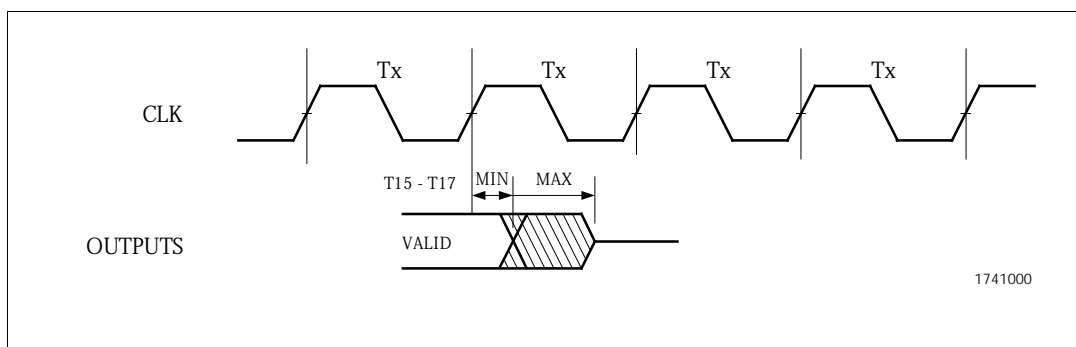 Tx Tx Tx Tx
CLK
T15 - T17 MIN MAX
OUTPUTS VALID
1741000